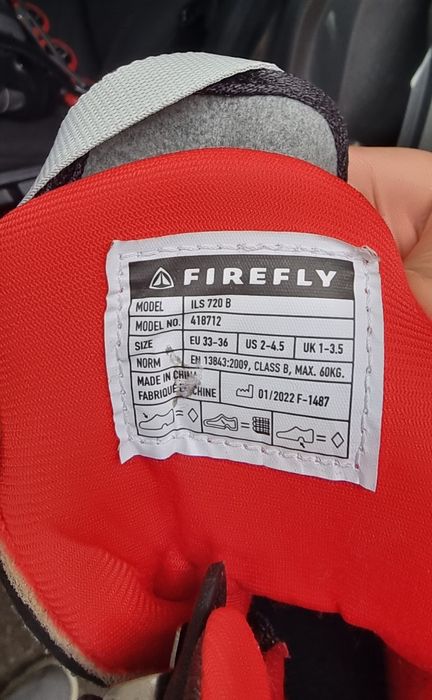 FIREFLY
MODEL ILS 720 B
MODEL NO. 418712
SIZE EU 33-36 US 2-4.5 UK 1-3.5
NORM EN 13843:2009, CLASS B, MAX. 60KG.
MADE IN CHINA
FABRIQUÉ EN CHINE 01/2022 F-1487
= = =